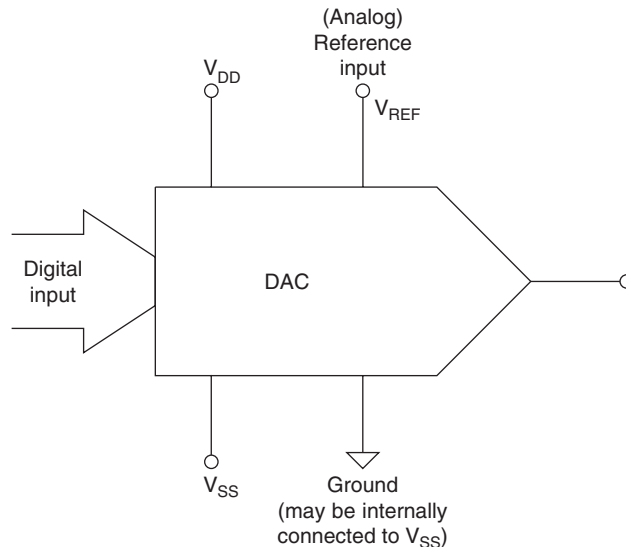 (Analog)
Reference
input
V_DD
V_REF
Digital
input
DAC
V_SS
Ground
(may be internally
connected to V_SS)